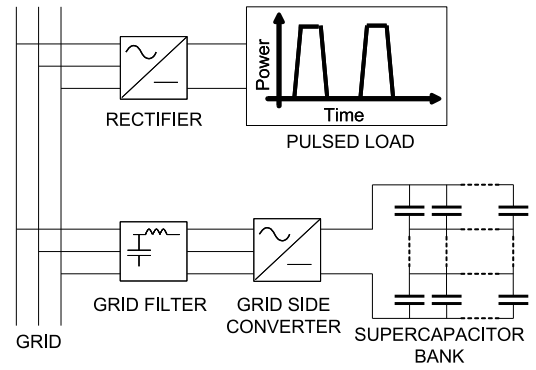 Power
Time
RECTIFIER
PULSED LOAD
GRID FILTER
GRID SIDE
CONVERTER
SUPERCAPACITOR
BANK
GRID